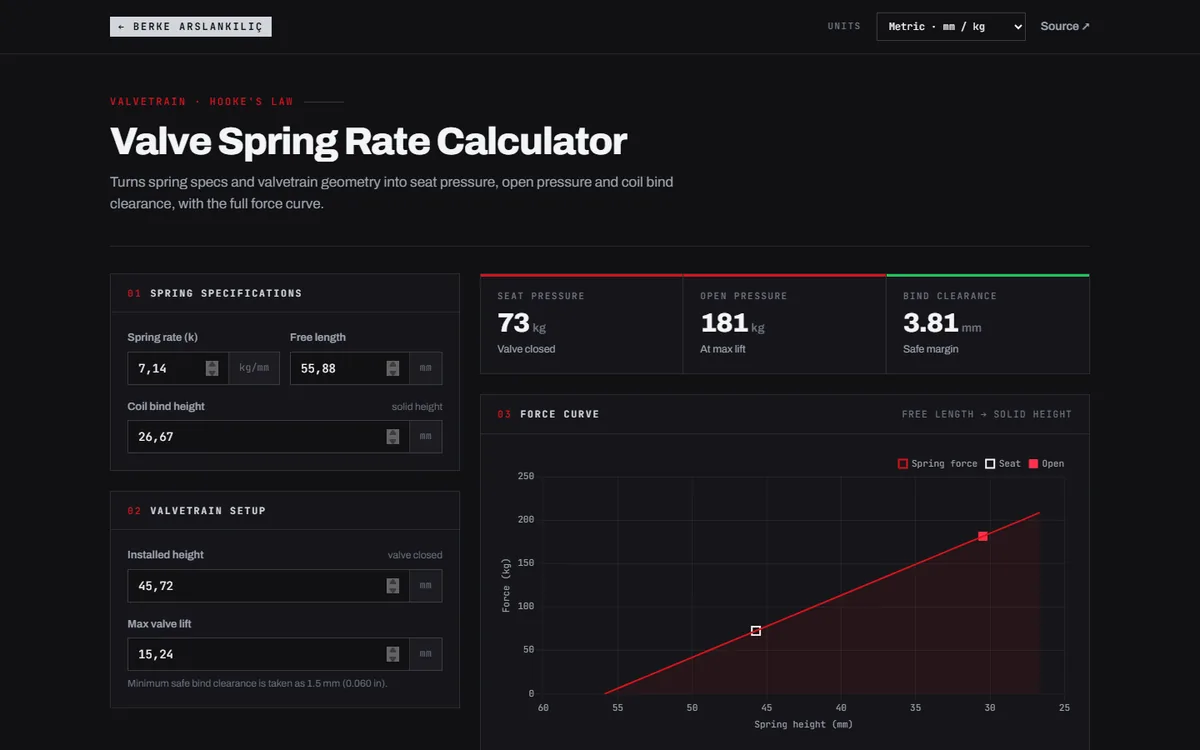 ← BERKE ARSLANKILIÇ
UNITS
Metric · mm / kg
Source ↗
VALVETRAIN · HOOKE'S LAW
Valve Spring Rate Calculator
Turns spring specs and valvetrain geometry into seat pressure, open pressure and coil bind
clearance, with the full force curve.
01 SPRING SPECIFICATIONS
Spring rate (k)
7,14 kg/mm
Free length
55,88 mm
Coil bind height solid height
26,67 mm
02 VALVETRAIN SETUP
Installed height valve closed
45,72 mm
Max valve lift
15,24 mm
Minimum safe bind clearance is taken as 1.5 mm (0.060 in).
SEAT PRESSURE
73 kg
Valve closed
OPEN PRESSURE
181 kg
At max lift
BIND CLEARANCE
3.81 mm
Safe margin
03 FORCE CURVE
FREE LENGTH → SOLID HEIGHT
Spring force Seat Open
250
200
150
100
50
0
Force (kg)
60 55 50 45 40 35 30 25
Spring height (mm)